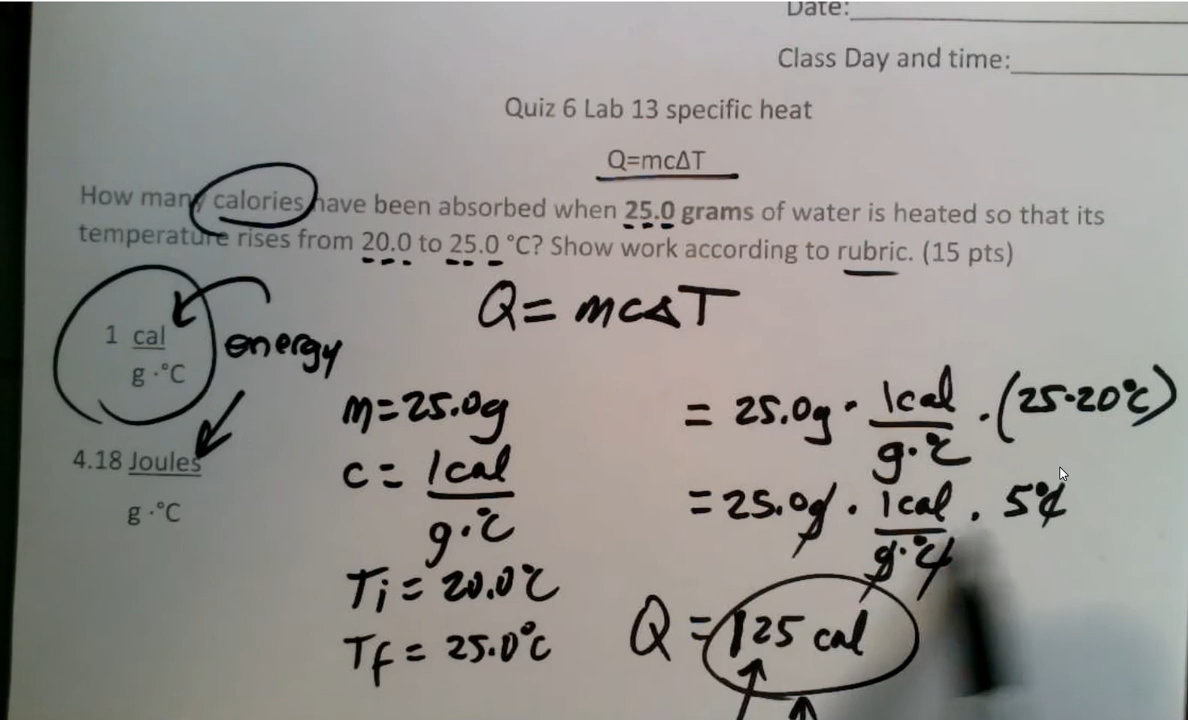 Date:
Class Day and time:
Quiz 6 Lab 13 specific heat
Q=mcΔT
How many calories have been absorbed when 25.0 grams of water is heated so that its
temperature rises from 20.0 to 25.0 °C? Show work according to rubric. (15 pts)
Q = mcΔT
1 cal
g ·°C
energy
4.18 Joules
g ·°C
m = 25.0g
c = 1cal
g·°C
Ti = 20.0°C
Tf = 25.0°C
= 25.0g · 1cal · (25-20°C)
g·°C
= 25.0g · 1cal · 5°C
g·°C
Q = 125 cal